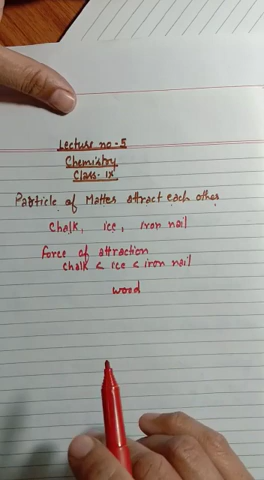 Lecture no-5
Chemistry
Class-IX
Particle of Matter attract each other
Chalk, ice, iron nail
Force of attraction
Chalk < ice < iron nail
wood